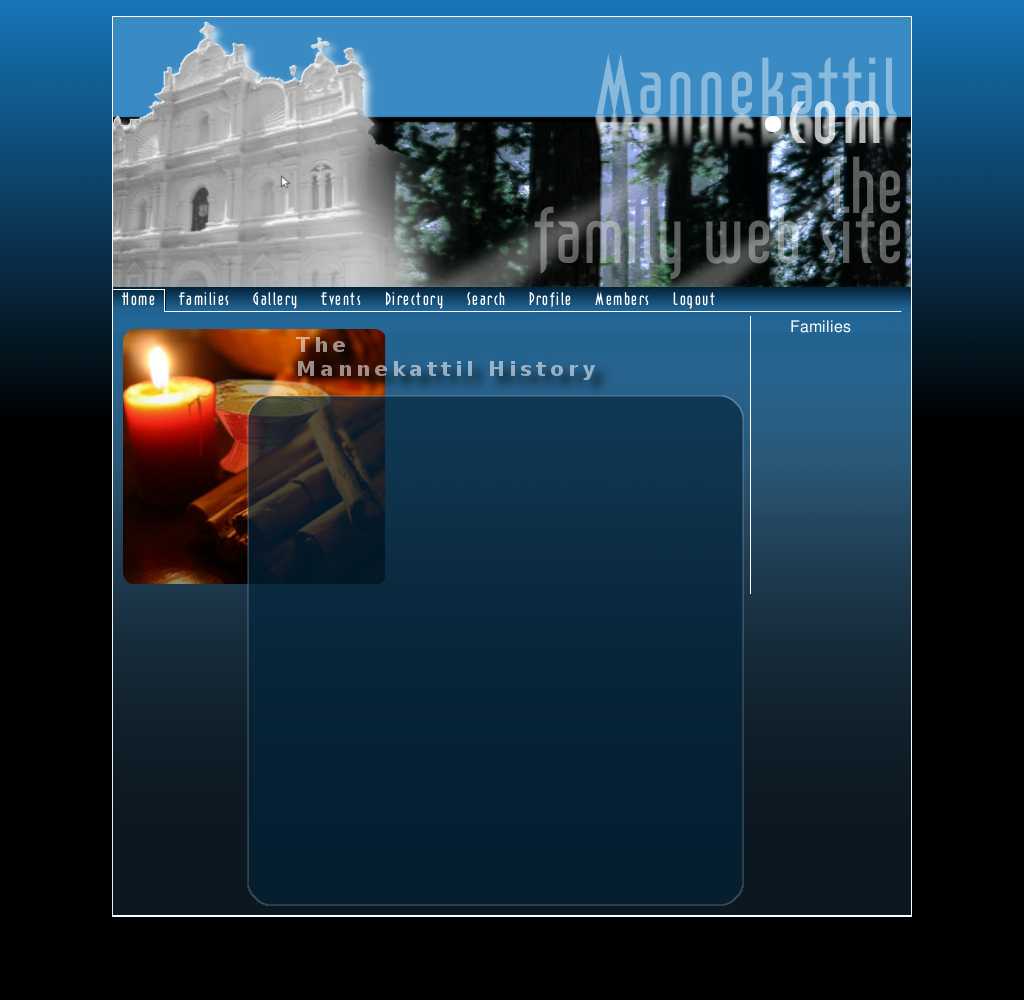 Mannekattil
.com
the
family web site
Home Families Gallery Events Directory Search Profile Members Logout
The
Mannekattil History
Families